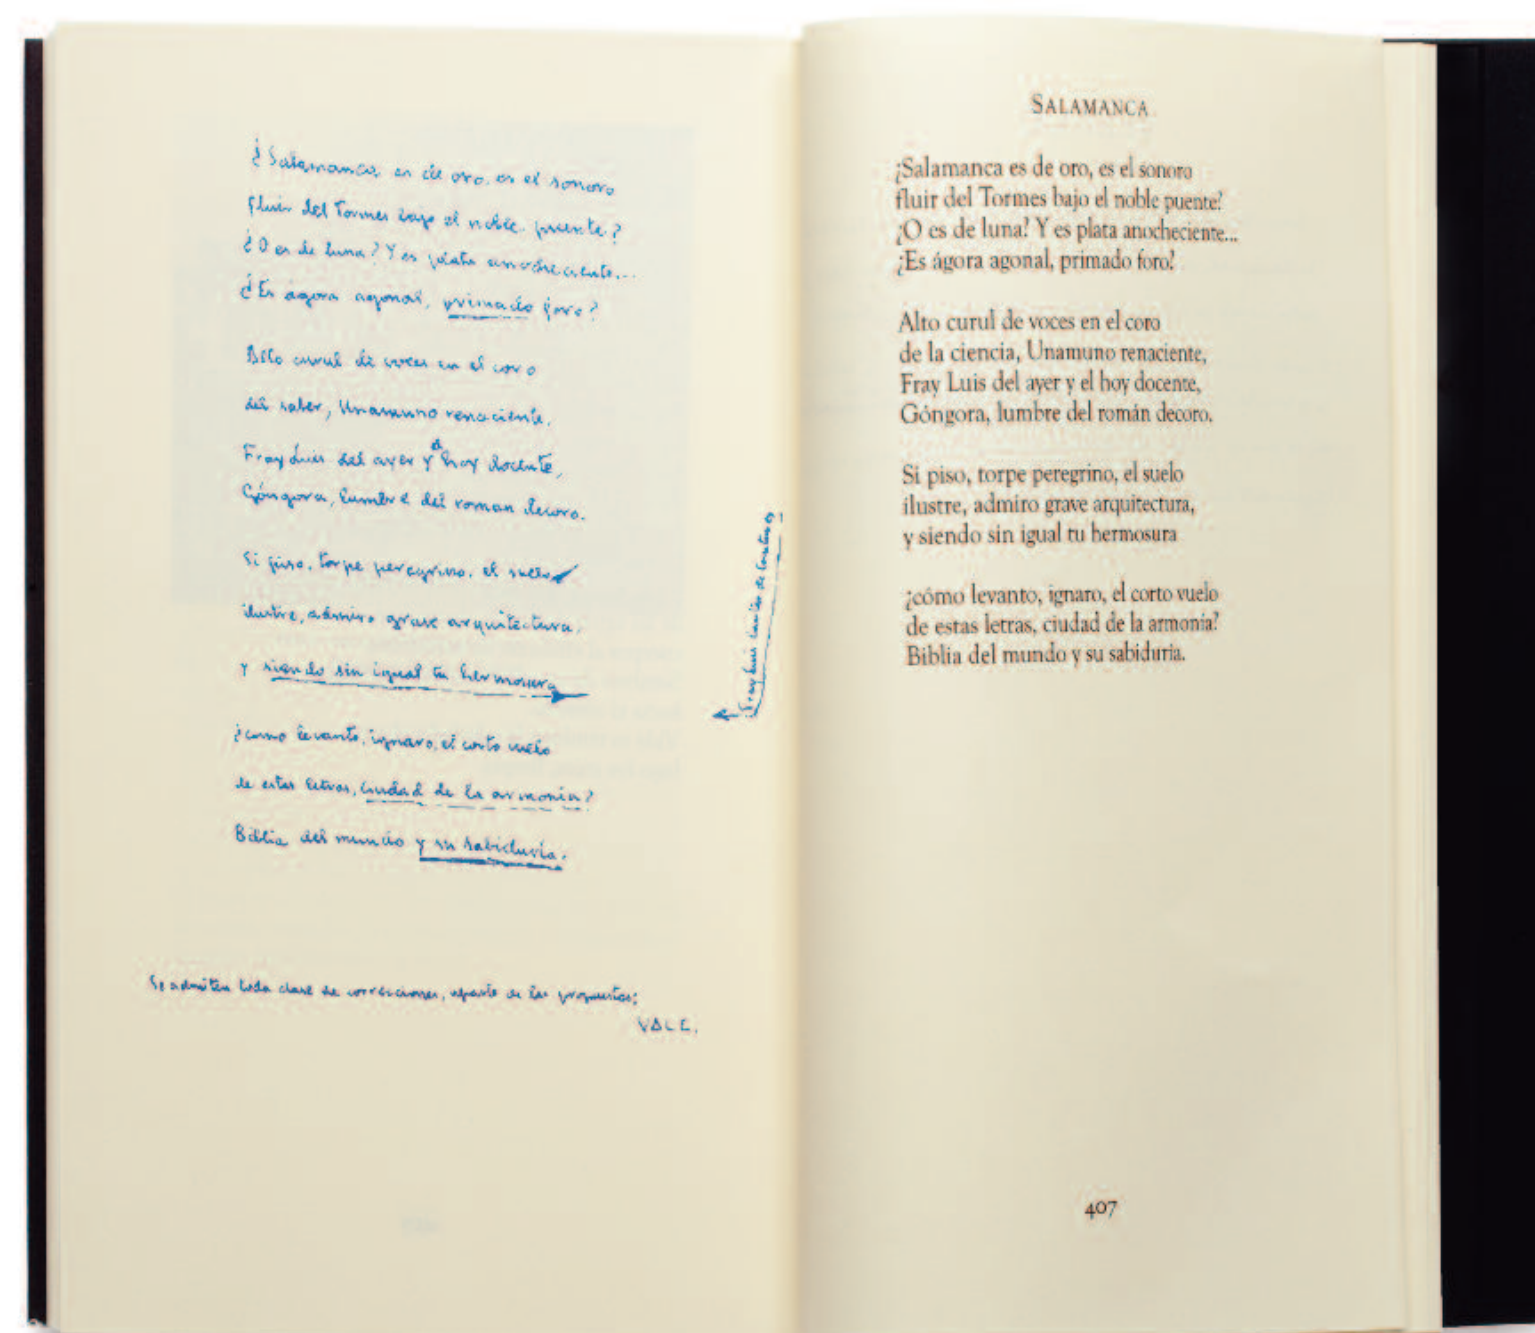 ¿Salamanca es de oro, es el sonoro
fluir del Tormes bajo el noble puente?
¿O es de luna? Y es plata anocheciente...
¿Es ágora agonal, primado foro?
Alto curul de voces en el coro
del saber, Unamuno renaciente,
Fray Luis del ayer y el hoy docente,
Góngora, lumbre del roman decoro.
Si piso, torpe peregrino, el suelo
ilustre, admiro grave arquitectura,
y siendo sin igual tu hermosura
¿como levanto, ignaro, el corto vuelo
de estas letras, ciudad de la armonía?
Biblia del mundo y su sabiduría.
Fray Luis
Se admiten toda clase de correcciones, aparte de las propuestas;
VALE.
SALAMANCA
¿Salamanca es de oro, es el sonoro
fluir del Tormes bajo el noble puente?
¿O es de luna? Y es plata anocheciente...
¿Es ágora agonal, primado foro?
Alto curul de voces en el coro
de la ciencia, Unamuno renaciente,
Fray Luis del ayer y el hoy docente,
Góngora, lumbre del román decoro.
Si piso, torpe peregrino, el suelo
ilustre, admiro grave arquitectura,
y siendo sin igual tu hermosura
¿cómo levanto, ignaro, el corto vuelo
de estas letras, ciudad de la armonía?
Biblia del mundo y su sabiduría.
407